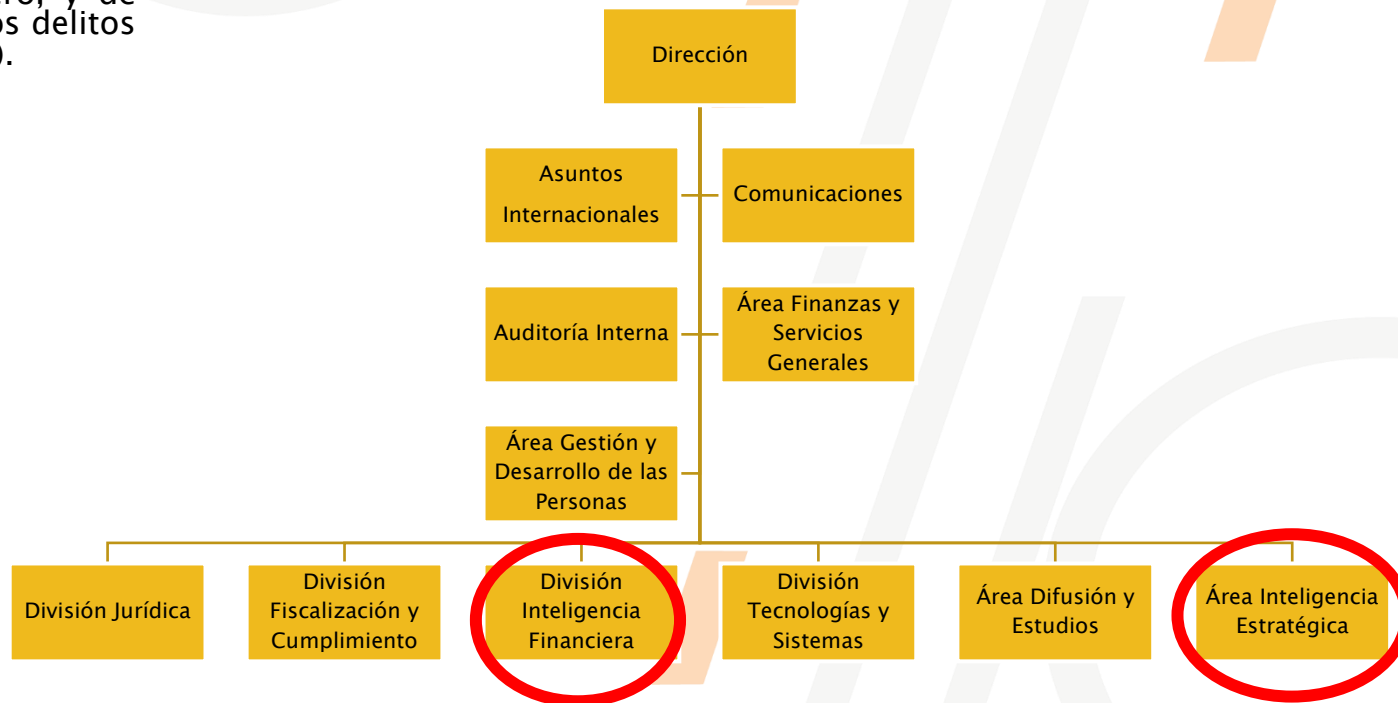 os delitos
Dirección
Asuntos
Internacionales
Comunicaciones
Auditoría Interna
Área Finanzas y
Servicios
Generales
Área Gestión y
Desarrollo de las
Personas
División Jurídica
División
Fiscalización y
Cumplimiento
División
Inteligencia
Financiera
División
Tecnologías y
Sistemas
Área Difusión y
Estudios
Área Inteligencia
Estratégica